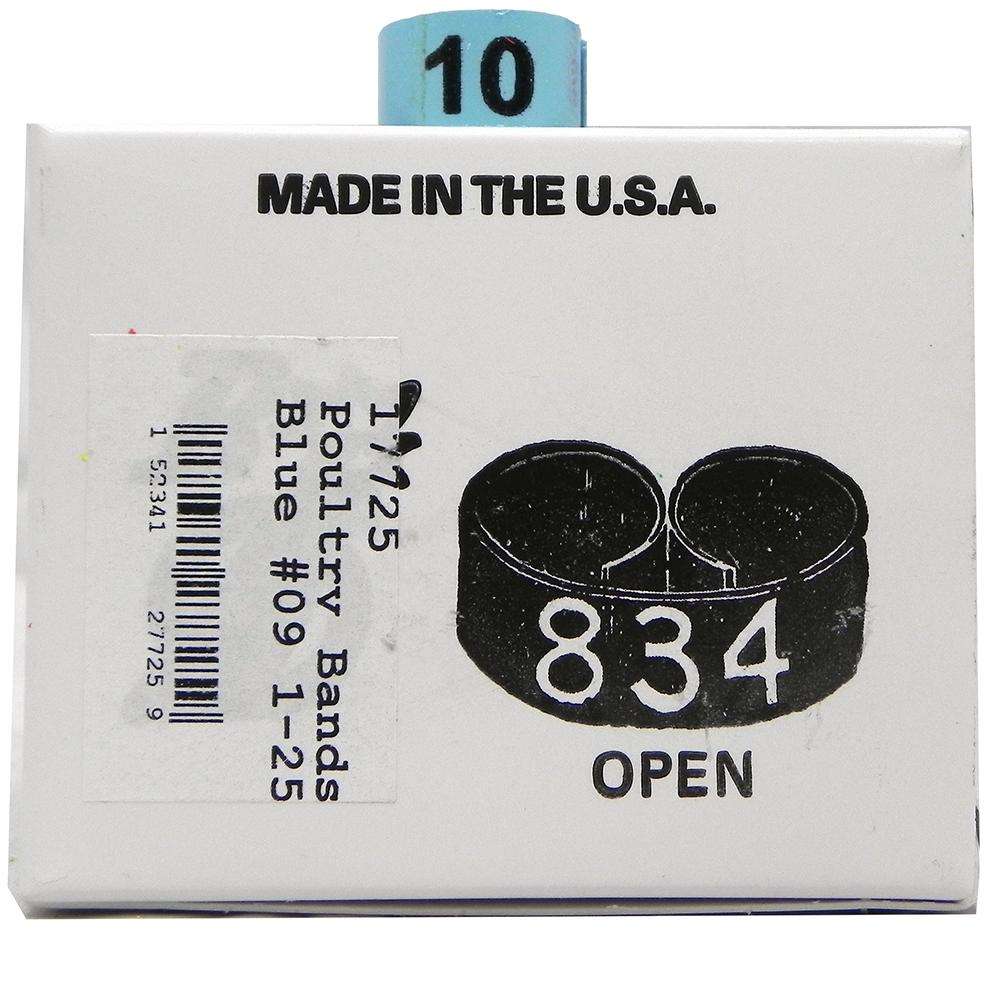 10
MADE IN THE U.S.A.
17725
Poultry Bands
Blue #09 1-25
1 52341 27725 9
834
OPEN